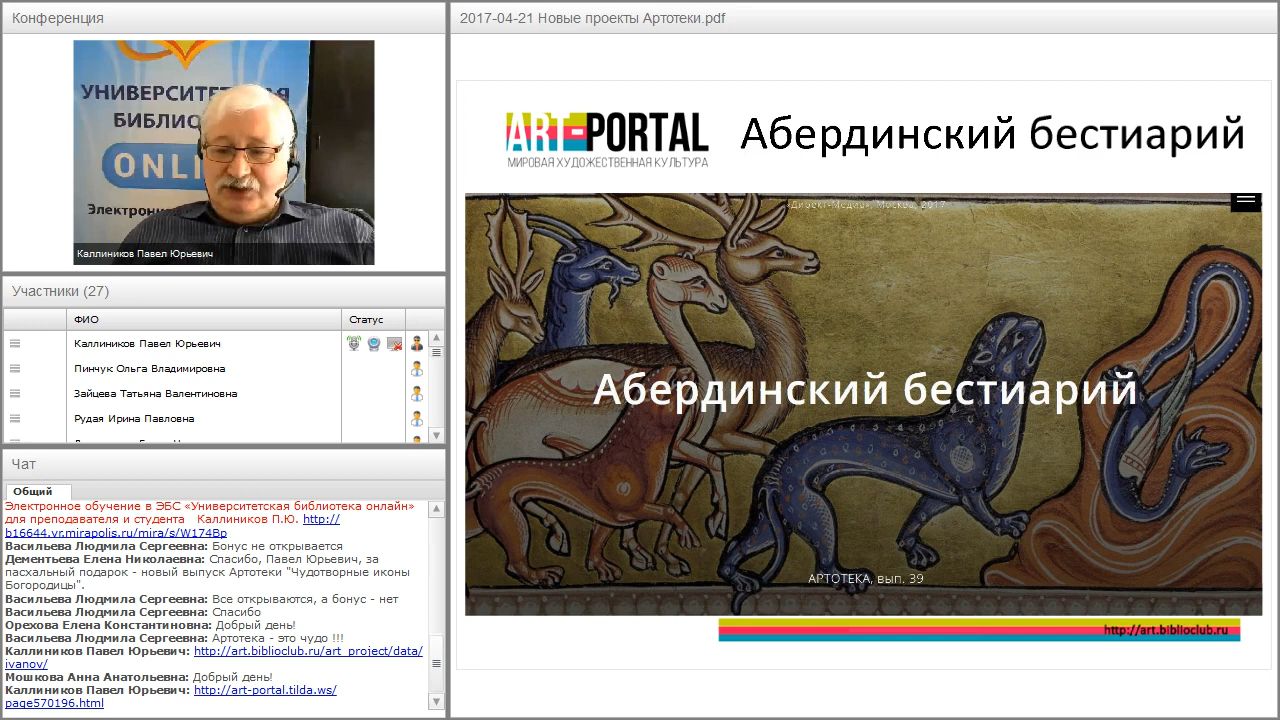 Конференция
УНИВЕРСИТЕТСКАЯ
ONLI
Каллиников Павел Юрьевич
Участники (27)
ФИО
Статус
Каллиников Павел Юрьевич
Пинчук Ольга Владимировна
Зайцева Татьяна Валентиновна
Рудая Ирина Павловна
Чат
Общий
Электронное обучение в ЭБС «Университетская библиотека онлайн»
для преподавателя и студента Каллиников П.Ю. http://
b16644.vr.mirapolis.ru/mira/s/W174Bp
Васильева Людмила Сергеевна: Бонус не открывается
Дементьева Елена Николаевна: Спасибо, Павел Юрьевич, за
пасхальный подарок - новый выпуск Артотеки "Чудотворные иконы
Богородицы".
Васильева Людмила Сергеевна: Все открываются, а бонус - нет
Васильева Людмила Сергеевна: Спасибо
Орехова Елена Константиновна: Добрый день!
Васильева Людмила Сергеевна: Артотека - это чудо !!!
Каллиников Павел Юрьевич: http://art.biblioclub.ru/art_project/data/
ivanov/
Мошкова Анна Анатольевна: Добрый день!
Каллиников Павел Юрьевич: http://art-portal.tilda.ws/
page570196.html
2017-04-21 Новые проекты Артотеки.pdf
ART-PORTAL
МИРОВАЯ ХУДОЖЕСТВЕННАЯ КУЛЬТУРА
Абердинский бестиарий
«Директ-Медиа», Москва, 2017
Абердинский бестиарий
АРТОТЕКА, вып. 39
http://art.biblioclub.ru